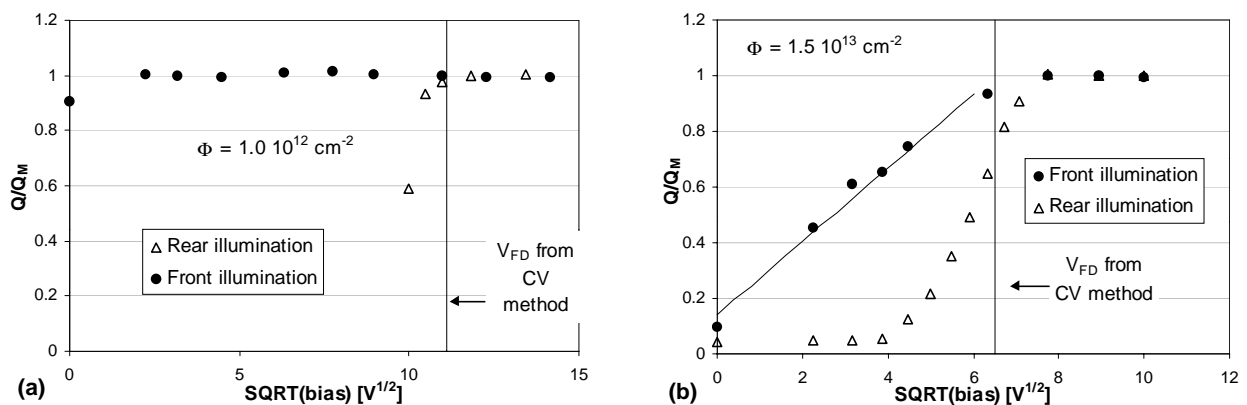 1.2
1
0.8
0.6
0.4
0.2
0
Q/Q_M
Φ = 1.0 10^12 cm^-2
Rear illumination
Front illumination
V_FD from
CV
method
0 5 10 15
SQRT(bias) [V^1/2]
(a)
1.2
1
0.8
0.6
0.4
0.2
0
Q/Q_M
Φ = 1.5 10^13 cm^-2
Front illumination
Rear illumination
V_FD from
CV method
0 2 4 6 8 10 12
SQRT(bias) [V^1/2]
(b)